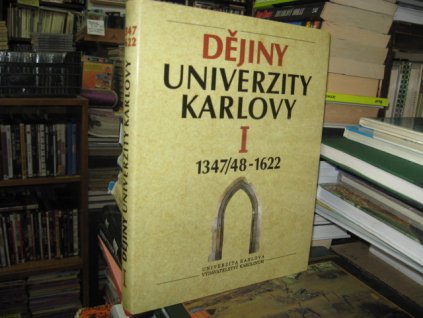 DĚJINY
UNIVERZITY
KARLOVY
I
1347/48-1622
UNIVERZITA KARLOVA
VYDAVATELSTVÍ KAROLINUM
DĚJINY UNIVERZITY KARLOVY
1347
1622